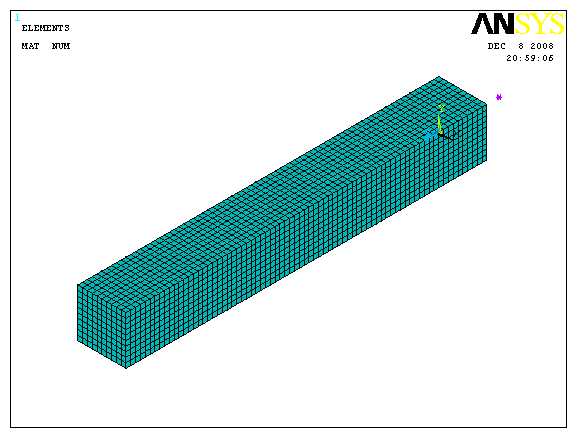 1
ELEMENTS
MAT NUM
ANSYS
DEC 8 2008
20:59:06